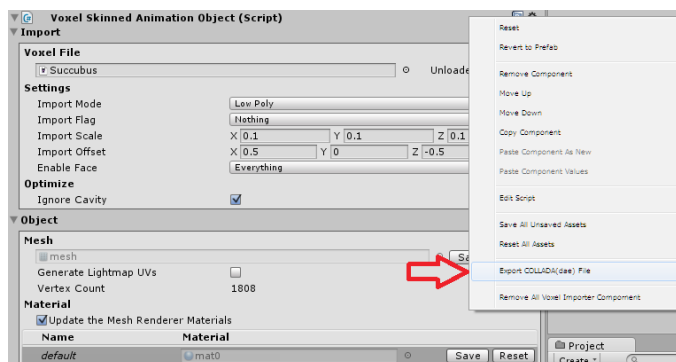 Voxel Skinned Animation Object (Script)
Import
Voxel File
Succubus
Unloade
Settings
Import Mode Low Poly
Import Flag Nothing
Import Scale X 0.1 Y 0.1 Z 0.1
Import Offset X 0.5 Y 0 Z -0.5
Enable Face Everything
Optimize
Ignore Cavity
Object
Mesh
mesh Sa
Generate Lightmap UVs
Vertex Count 1808
Material
Update the Mesh Renderer Materials
Name Material
default mat0 Save Reset
Reset
Revert to Prefab
Remove Component
Move Up
Move Down
Copy Component
Paste Component As New
Paste Component Values
Edit Script
Save All Unsaved Assets
Reset All Assets
Export COLLADA(dae) File
Remove All Voxel Importer Component
Project
Create